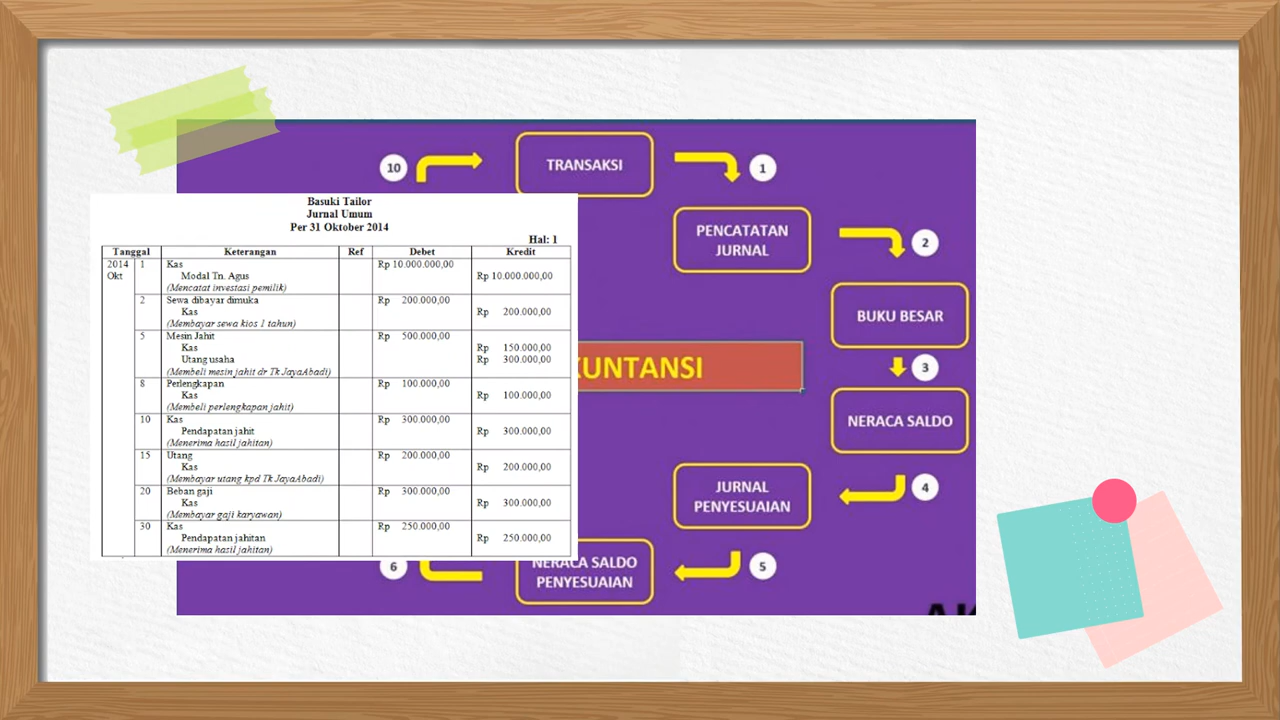 10
TRANSAKSI
1
PENCATATAN
JURNAL
2
BUKU BESAR
3
NERACA SALDO
4
JURNAL
PENYESUAIAN
5
NERACA SALDO
PENYESUAIAN
6
KUNTANSI
Basuki Tailor
Jurnal Umum
Per 31 Oktober 2014
Hal: 1
Tanggal Keterangan Ref Debet Kredit
2014 1 Kas Rp 10.000.000,00
Okt Modal Tn. Agus Rp 10.000.000,00
(Mencatat investasi pemilik)
2 Sewa dibayar dimuka Rp 200.000,00
Kas Rp 200.000,00
(Membayar sewa kios 1 tahun)
5 Mesin Jahit Rp 500.000,00
Kas Rp 150.000,00
Utang usaha Rp 300.000,00
(Membeli mesin jahit dr Tk JayaAbadi)
8 Perlengkapan Rp 100.000,00
Kas Rp 100.000,00
(Membeli perlengkapan jahit)
10 Kas Rp 300.000,00
Pendapatan jahit Rp 300.000,00
(Menerima hasil jahitan)
15 Utang Rp 200.000,00
Kas Rp 200.000,00
(Membayar utang kpd Tk JayaAbadi)
20 Beban gaji Rp 300.000,00
Kas Rp 300.000,00
(Membayar gaji karyawan)
30 Kas Rp 250.000,00
Pendapatan jahitan Rp 250.000,00
(Menerima hasil jahitan)